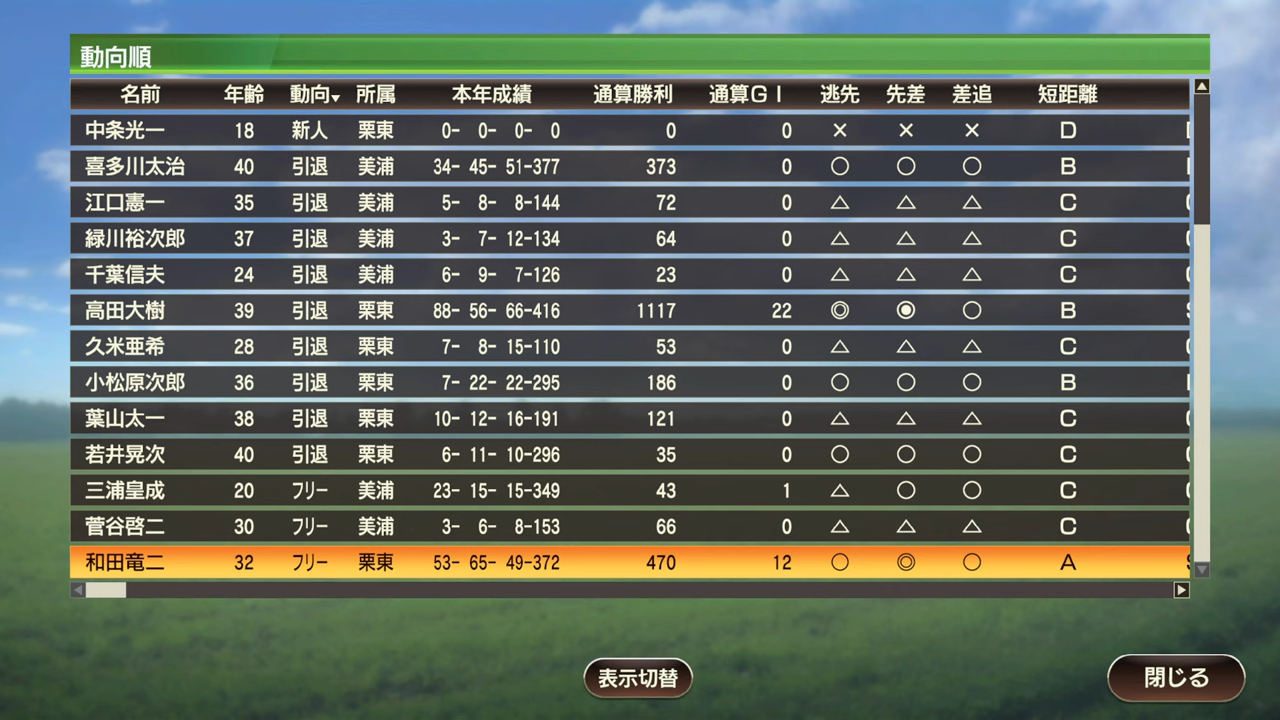 動向順
名前 年齢 動向▼ 所属 本年成績 通算勝利 通算GⅠ 逃先 先差 差追 短距離
中条光一 18 新人 栗東 0- 0- 0- 0 0 0 × × × D
喜多川太治 40 引退 美浦 34- 45- 51-377 373 0 ○ ○ ○ B
江口憲一 35 引退 美浦 5- 8- 8-144 72 0 △ △ △ C
緑川裕次郎 37 引退 美浦 3- 7- 12-134 64 0 △ △ △ C
千葉信夫 24 引退 美浦 6- 9- 7-126 23 0 △ △ △ C
高田大樹 39 引退 栗東 88- 56- 66-416 1117 22 ◎ ◉ ○ B
久米亜希 28 引退 栗東 7- 8- 15-110 53 0 △ △ △ C
小松原次郎 36 引退 栗東 7- 22- 22-295 186 0 ○ ○ ○ B
葉山太一 38 引退 栗東 10- 12- 16-191 121 0 △ △ △ C
若井晃次 40 引退 栗東 6- 11- 10-296 35 0 ○ ○ ○ C
三浦皇成 20 フリー 美浦 23- 15- 15-349 43 1 △ ○ ○ C
菅谷啓二 30 フリー 美浦 3- 6- 8-153 66 0 △ △ △ C
和田竜二 32 フリー 栗東 53- 65- 49-372 470 12 ○ ◎ ○ A
表示切替
閉じる